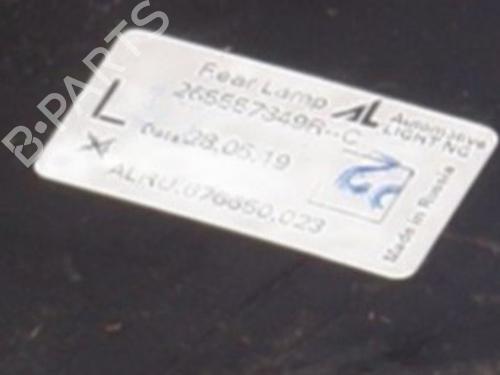 B-PARTS
Rear Lamp
265557349R--C
AL Automotive
LIGHTING
L
Date: 28.05.19
ALRU.676650.023
Made in Russia